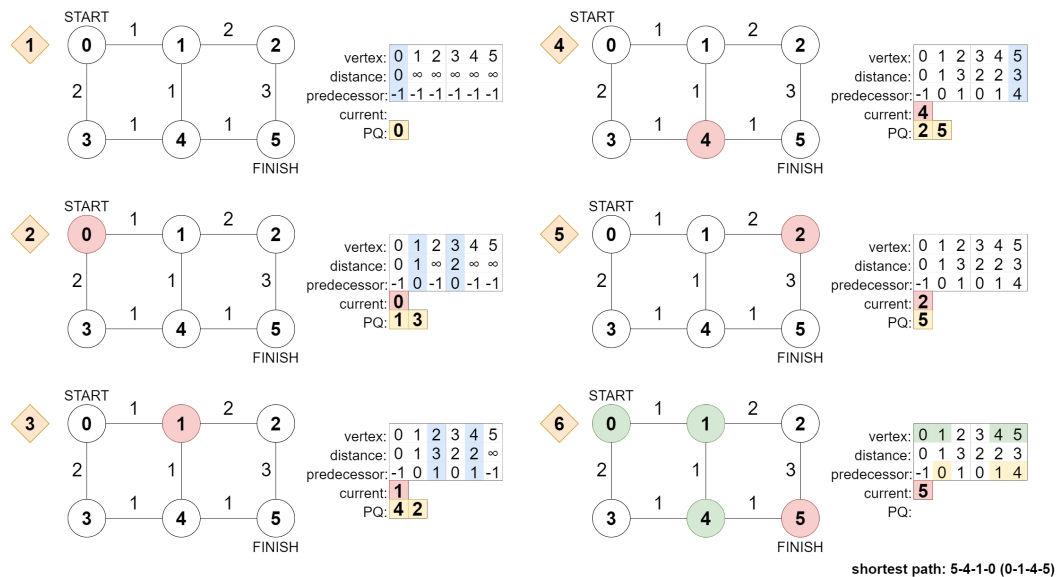 1
START
0 1 1 2 2
2 1 3
3 1 4 1 5
FINISH
vertex: 0 1 2 3 4 5
distance: 0 ∞ ∞ ∞ ∞ ∞
predecessor: -1 -1 -1 -1 -1 -1
current:
PQ: 0
2
START
0 1 1 2 2
2 1 3
3 1 4 1 5
FINISH
vertex: 0 1 2 3 4 5
distance: 0 1 ∞ 2 ∞ ∞
predecessor: -1 0 -1 0 -1 -1
current: 0
PQ: 1 3
3
START
0 1 1 2 2
2 1 3
3 1 4 1 5
FINISH
vertex: 0 1 2 3 4 5
distance: 0 1 3 2 2 ∞
predecessor: -1 0 1 0 1 -1
current: 1
PQ: 4 2
4
START
0 1 1 2 2
2 1 3
3 1 4 1 5
FINISH
vertex: 0 1 2 3 4 5
distance: 0 1 3 2 2 3
predecessor: -1 0 1 0 1 4
current: 4
PQ: 2 5
5
START
0 1 1 2 2
2 1 3
3 1 4 1 5
FINISH
vertex: 0 1 2 3 4 5
distance: 0 1 3 2 2 3
predecessor: -1 0 1 0 1 4
current: 2
PQ: 5
6
START
0 1 1 2 2
2 1 3
3 1 4 1 5
FINISH
vertex: 0 1 2 3 4 5
distance: 0 1 3 2 2 3
predecessor: -1 0 1 0 1 4
current: 5
PQ:
shortest path: 5-4-1-0 (0-1-4-5)